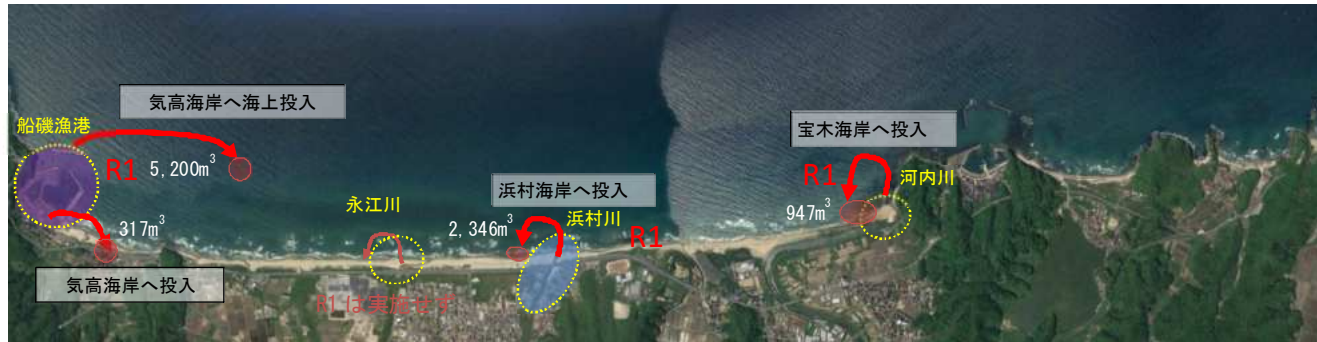 気高海岸へ海上投入
船磯漁港
R1 5,200m³
317m³
気高海岸へ投入
永江川
R1は実施せず
浜村海岸へ投入
2,346m³
浜村川
R1
宝木海岸へ投入
R1
947m³
河内川